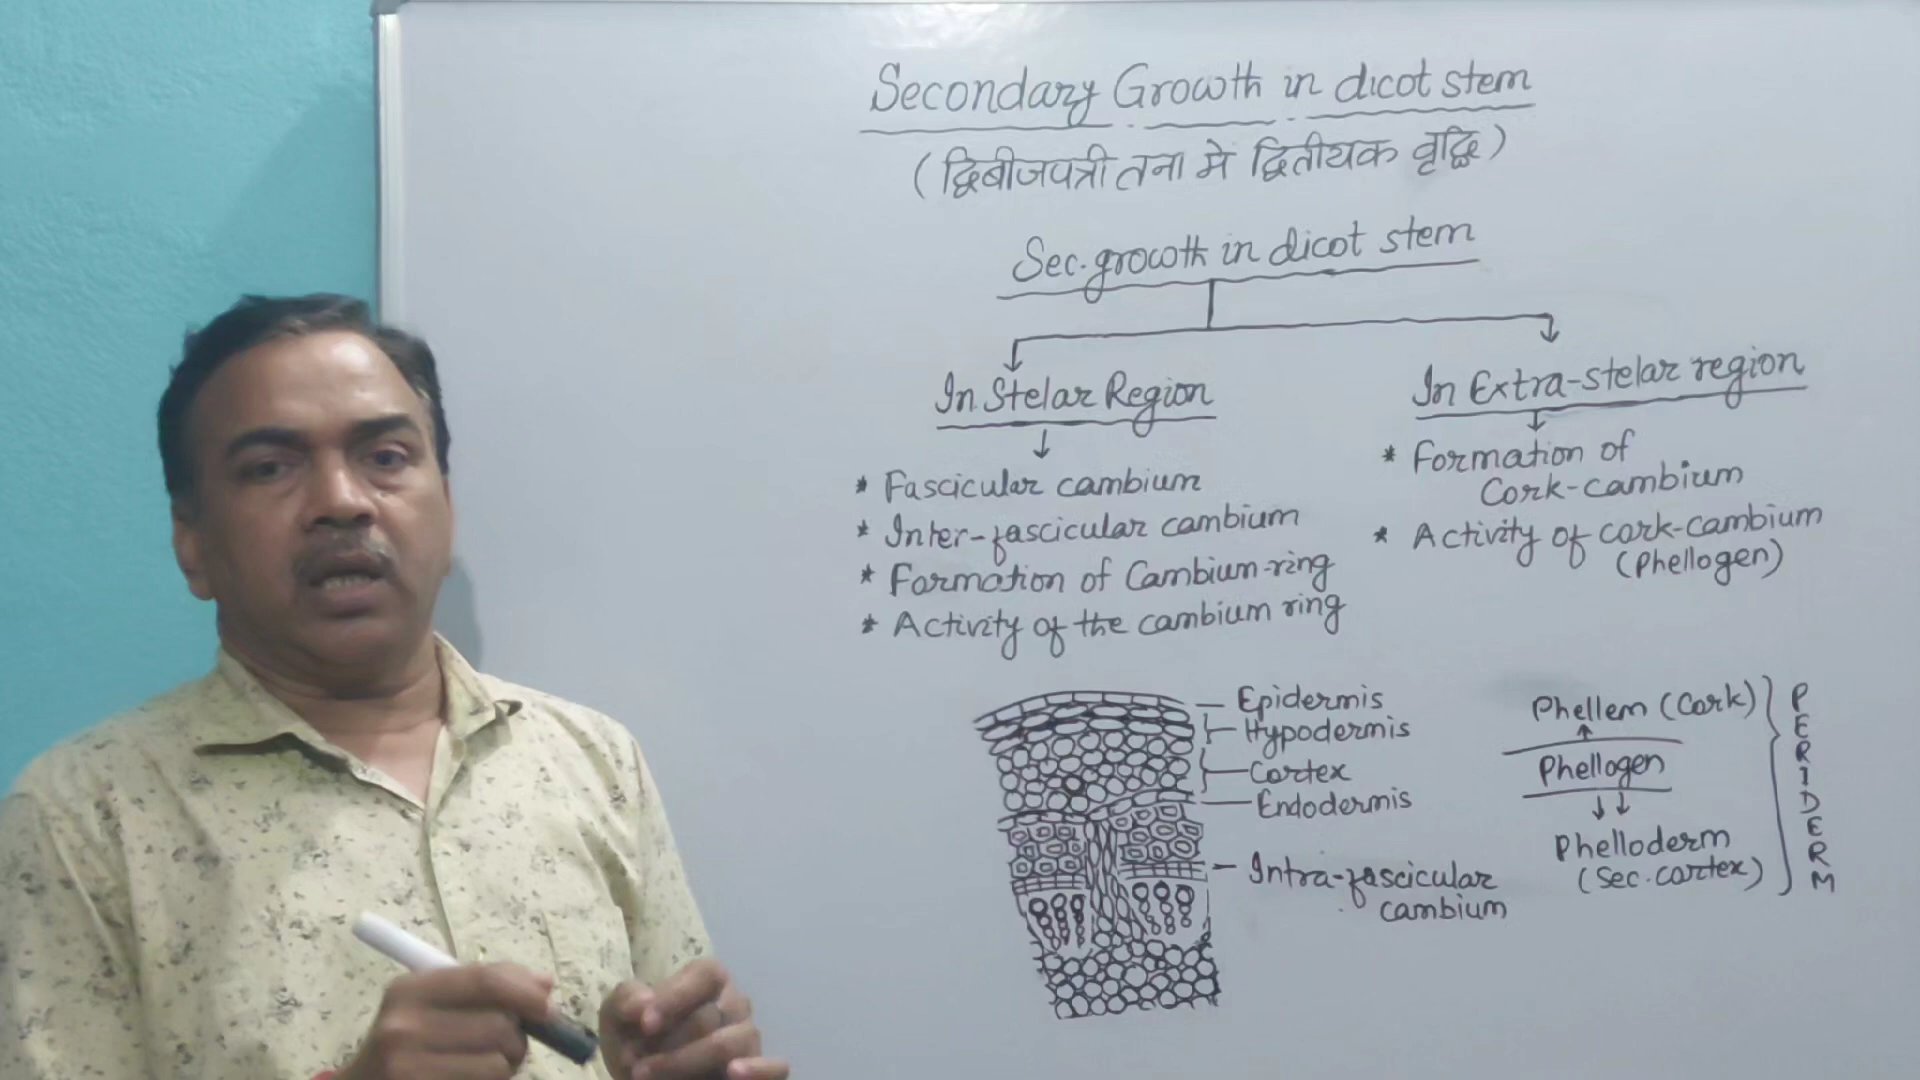 Secondary Growth in dicot stem
(द्विबीजपत्री तना मे द्वितीयक वृद्धि)
Sec. growth in dicot stem
In Stelar Region
* Fascicular cambium
* Inter-fascicular cambium
* Formation of Cambium-ring
* Activity of the cambium ring
In Extra-stelar region
* Formation of
Cork-cambium
* Activity of cork-cambium
(Phellogen)
Epidermis
Hypodermis
Cortex
Endodermis
Intra-fascicular
cambium
Phellem (Cork)
Phellogen
Phelloderm
(Sec. cortex)
PERIDERM